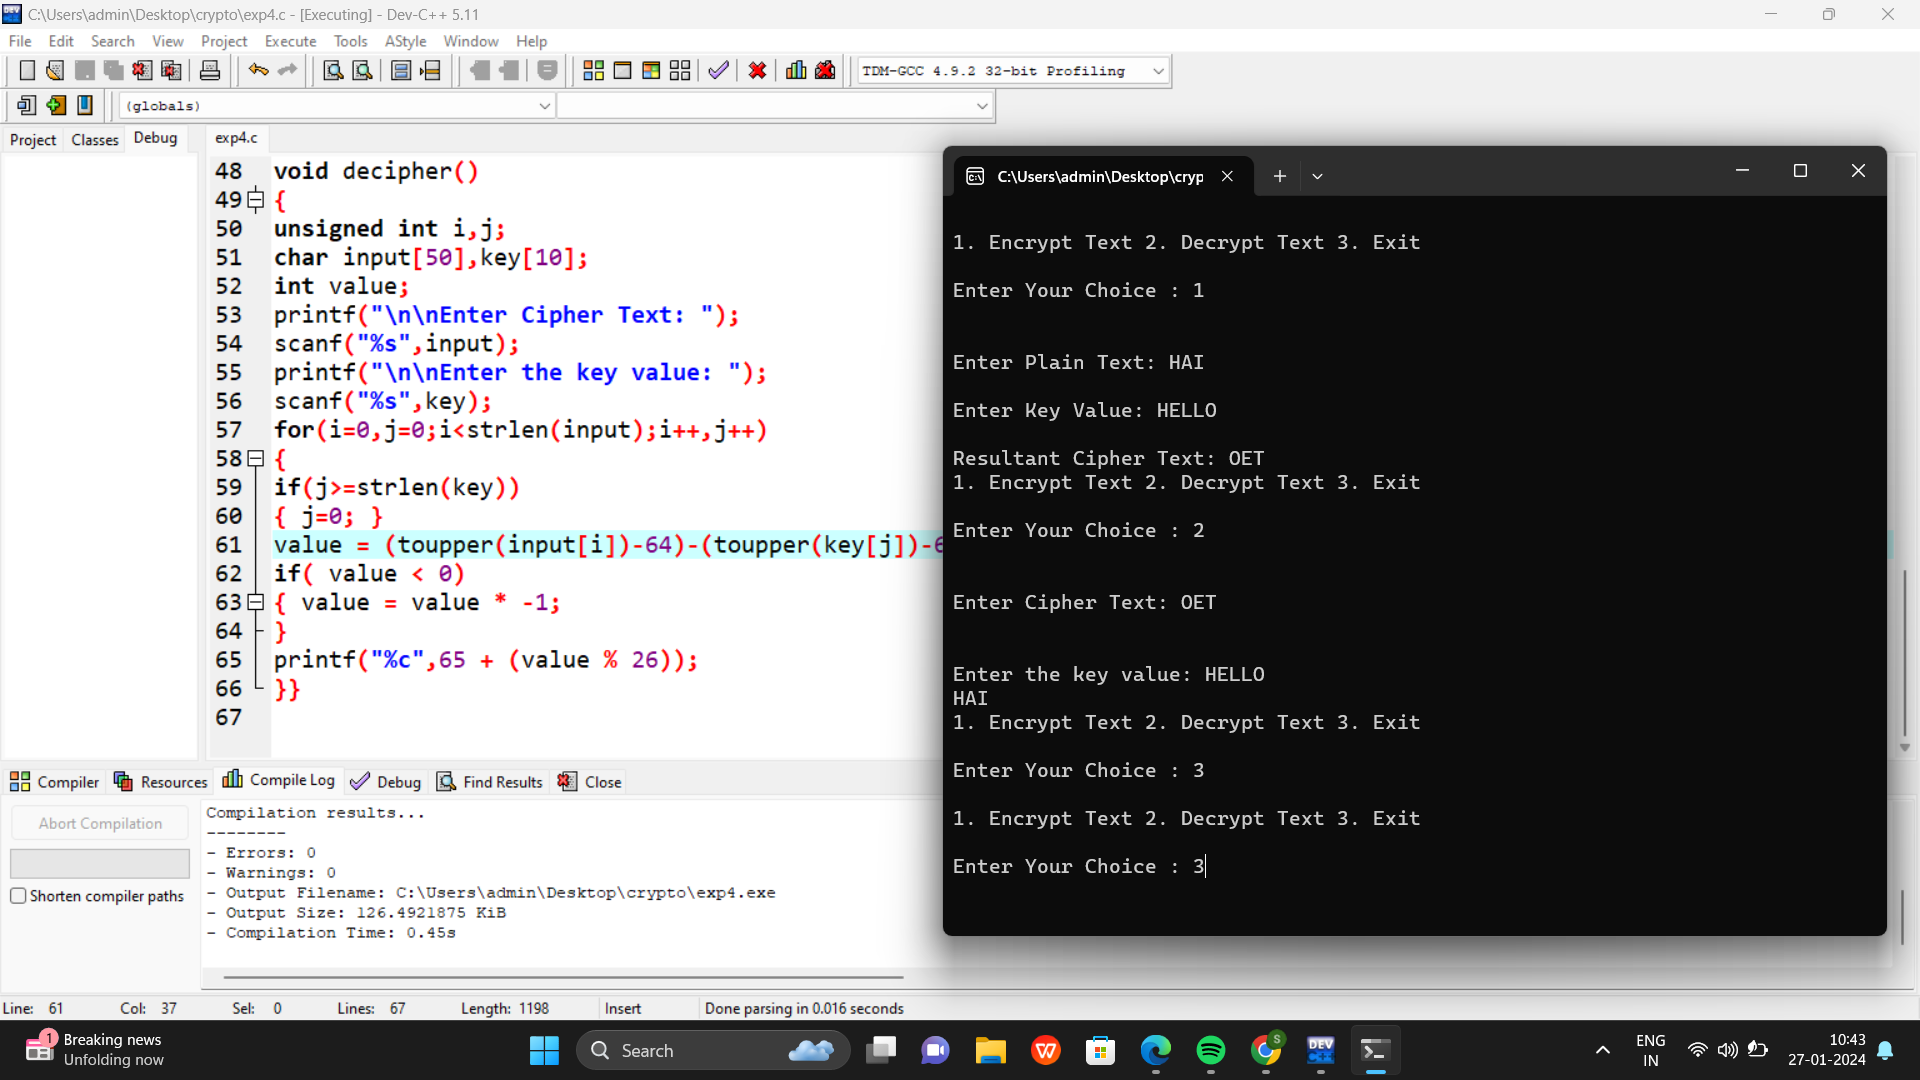 C:\Users\admin\Desktop\crypto\exp4.c - [Executing] - Dev-C++ 5.11
File Edit Search View Project Execute Tools AStyle Window Help
TDM-GCC 4.9.2 32-bit Profiling
(globals)
Project Classes Debug
exp4.c
48 void decipher()
49 {
50 unsigned int i,j;
51 char input[50],key[10];
52 int value;
53 printf("\n\nEnter Cipher Text: ");
54 scanf("%s",input);
55 printf("\n\nEnter the key value: ");
56 scanf("%s",key);
57 for(i=0,j=0;i<strlen(input);i++,j++)
58 {
59 if(j>=strlen(key))
60 { j=0; }
61 value = (toupper(input[i])-64)-(toupper(key[j])-6
62 if( value < 0)
63 { value = value * -1;
64 }
65 printf("%c",65 + (value % 26));
66 }}
67
C:\Users\admin\Desktop\cryp
1. Encrypt Text 2. Decrypt Text 3. Exit
Enter Your Choice : 1
Enter Plain Text: HAI
Enter Key Value: HELLO
Resultant Cipher Text: OET
1. Encrypt Text 2. Decrypt Text 3. Exit
Enter Your Choice : 2
Enter Cipher Text: OET
Enter the key value: HELLO
HAI
1. Encrypt Text 2. Decrypt Text 3. Exit
Enter Your Choice : 3
1. Encrypt Text 2. Decrypt Text 3. Exit
Enter Your Choice : 3
Compiler Resources Compile Log Debug Find Results Close
Abort Compilation
Shorten compiler paths
Compilation results...
--------
- Errors: 0
- Warnings: 0
- Output Filename: C:\Users\admin\Desktop\crypto\exp4.exe
- Output Size: 126.4921875 KiB
- Compilation Time: 0.45s
Line: 61 Col: 37 Sel: 0 Lines: 67 Length: 1198 Insert Done parsing in 0.016 seconds
1
Breaking news
Unfolding now
Search
S
DEV
ENG
IN
10:43
27-01-2024